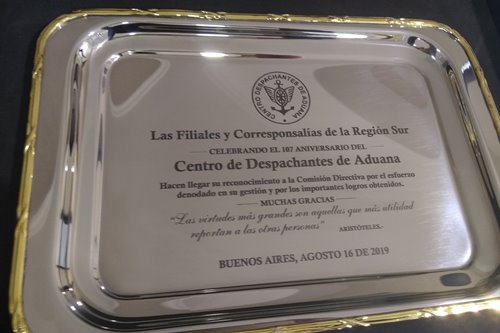 CENTRO DESPACHANTES DE ADUANA
Las Filiales y Corresponsalías de la Región Sur
CELEBRANDO EL 107 ANIVERSARIO DEL
Centro de Despachantes de Aduana
Hacen llegar su reconocimiento a la Comisión Directiva por el esfuerzo
denodado en su gestión y por los importantes logros obtenidos.
MUCHAS GRACIAS
"Las virtudes más grandes son aquellas que más utilidad
reportan a las otras personas" ARISTÓTELES.-
BUENOS AIRES, AGOSTO 16 DE 2019